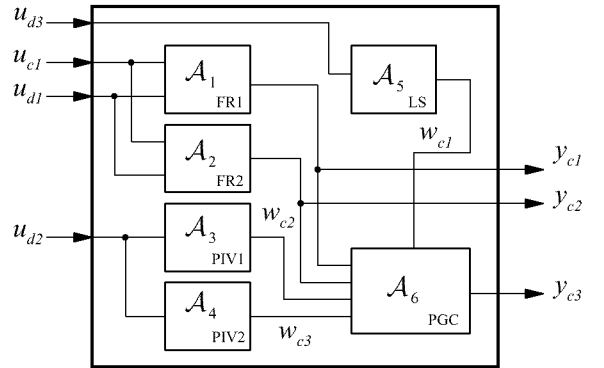 u_d3
u_c1
u_d1
u_d2
𝒜_1
FR1
𝒜_2
FR2
𝒜_3
PIV1
𝒜_4
PIV2
𝒜_5
LS
𝒜_6
PGC
w_c1
w_c2
w_c3
y_c1
y_c2
y_c3